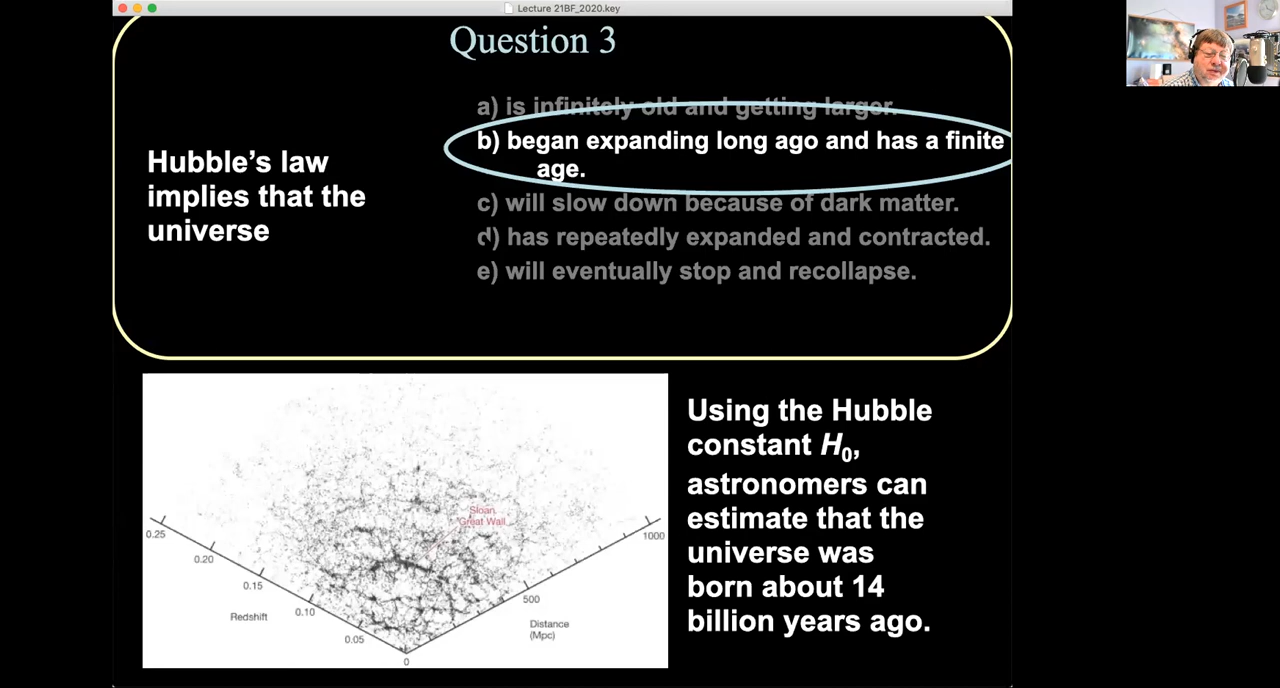 Lecture 21BF_2020.key
Question 3
Hubble's law
implies that the
universe
a) is infinitely old and getting larger.
b) began expanding long ago and has a finite
age.
c) will slow down because of dark matter.
d) has repeatedly expanded and contracted.
e) will eventually stop and recollapse.
Sloan
Great Wall
0.25
0.20
0.15
0.10
0.05
0
Redshift
500
1000
Distance
(Mpc)
Using the Hubble
constant H₀,
astronomers can
estimate that the
universe was
born about 14
billion years ago.